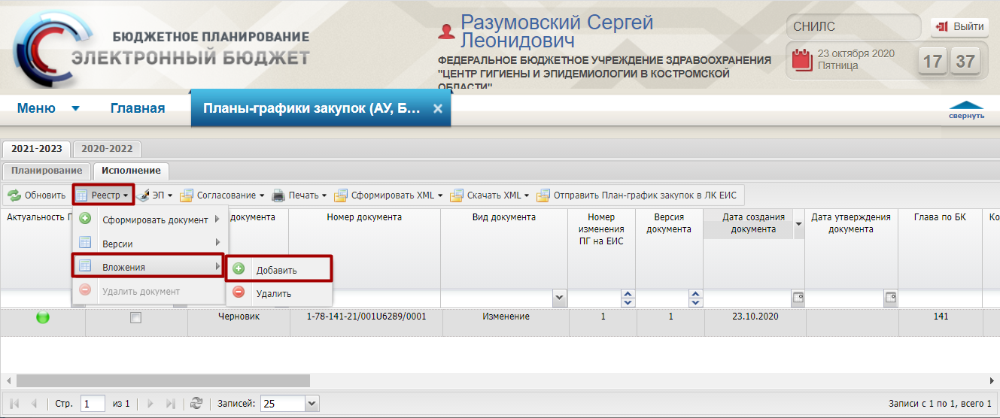 БЮДЖЕТНОЕ ПЛАНИРОВАНИЕ
ЭЛЕКТРОННЫЙ БЮДЖЕТ
Разумовский Сергей
Леонидович
ФЕДЕРАЛЬНОЕ БЮДЖЕТНОЕ УЧРЕЖДЕНИЕ ЗДРАВООХРАНЕНИЯ
"ЦЕНТР ГИГИЕНЫ И ЭПИДЕМИОЛОГИИ В КОСТРОМСКОЙ
ОБЛАСТИ"
СНИЛС
Выйти
23 октября 2020
Пятница
17 37
Меню Главная Планы-графики закупок (АУ, Б...
свернуть
2021-2023 2020-2022
Планирование Исполнение
Обновить Реестр ЭП Согласование Печать Сформировать XML Скачать XML Отправить План-график закупок в ЛК ЕИС
Актуальность П документа Номер документа Вид документа Номер изменения ПГ на ЕИС Версия документа Дата создания документа Дата утверждения документа Глава по БК Ко
Сформировать документ
Версии
Вложения
Удалить документ
Добавить
Удалить
Черновик 1-78-141-21/001U6289/0001 Изменение 1 1 23.10.2020 141
Стр. 1 из 1 Записей: 25 Записи с 1 по 1, всего 1